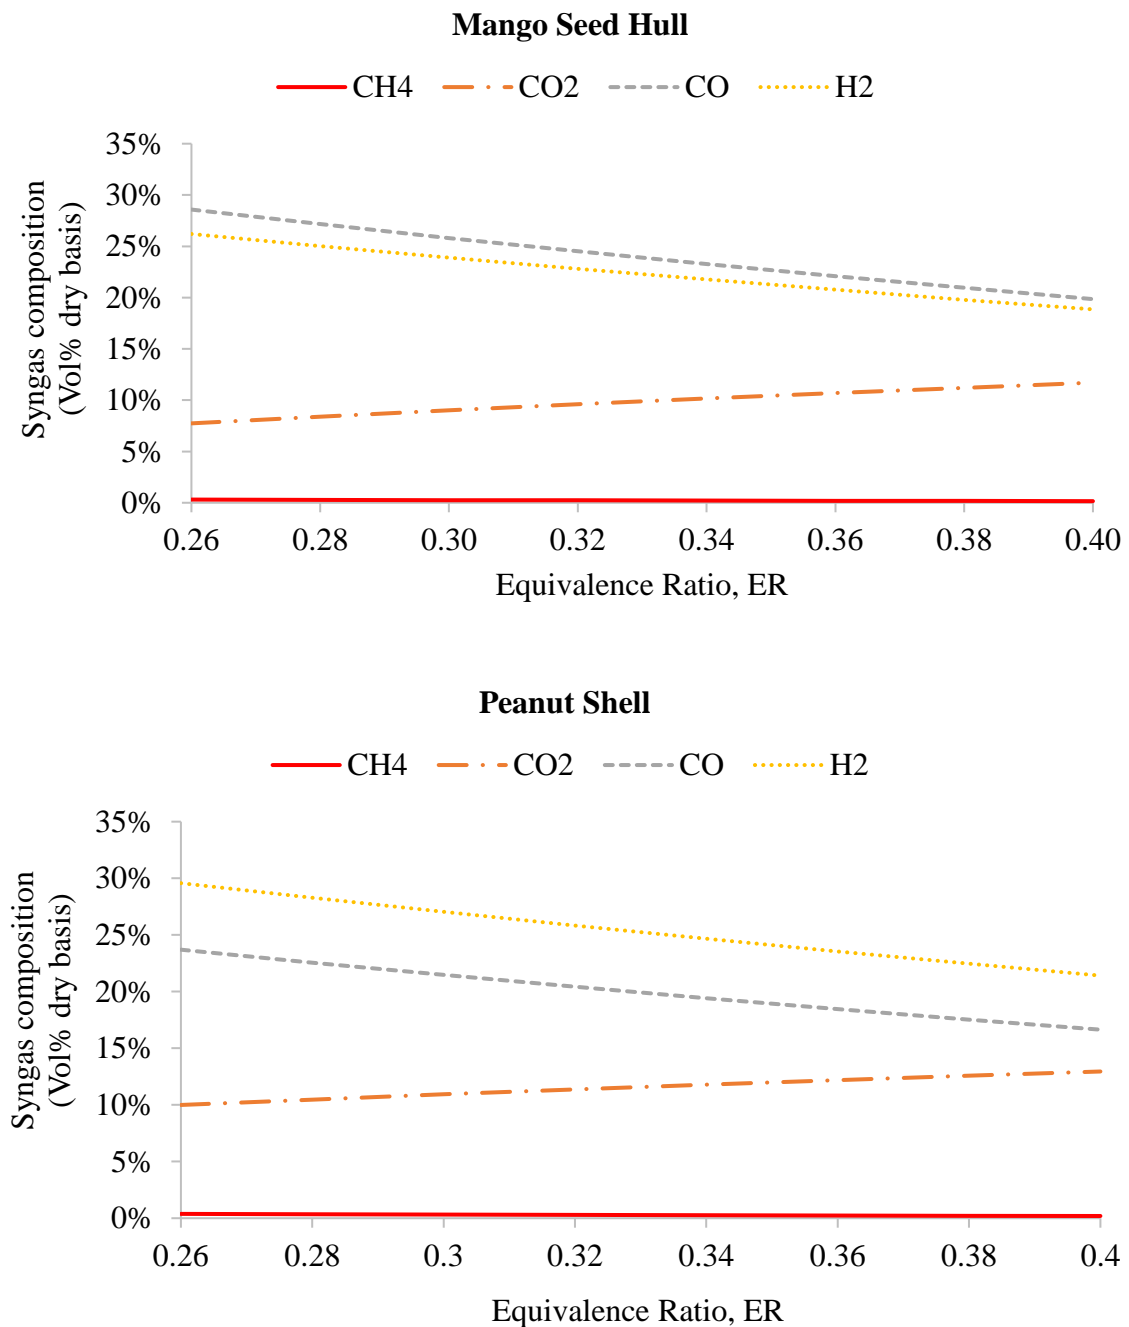 Mango Seed Hull
CH4 CO2 CO H2
Syngas composition
(Vol% dry basis)
35%
30%
25%
20%
15%
10%
5%
0%
0.26 0.28 0.30 0.32 0.34 0.36 0.38 0.40
Equivalence Ratio, ER
Peanut Shell
CH4 CO2 CO H2
Syngas composition
(Vol% dry basis)
35%
30%
25%
20%
15%
10%
5%
0%
0.26 0.28 0.3 0.32 0.34 0.36 0.38 0.4
Equivalence Ratio, ER